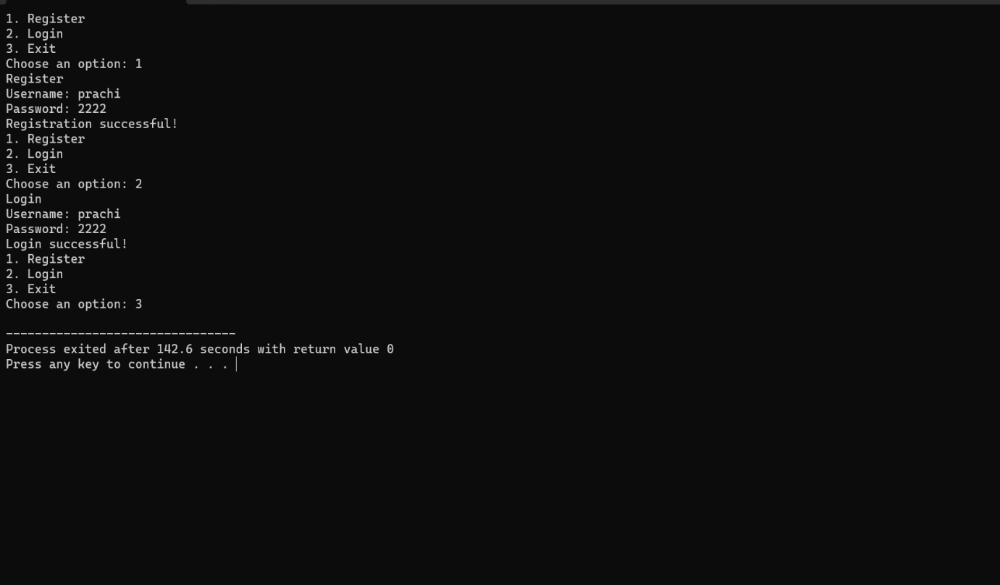 1. Register
2. Login
3. Exit
Choose an option: 1
Register
Username: prachi
Password: 2222
Registration successful!
1. Register
2. Login
3. Exit
Choose an option: 2
Login
Username: prachi
Password: 2222
Login successful!
1. Register
2. Login
3. Exit
Choose an option: 3

--------------------------------
Process exited after 142.6 seconds with return value 0
Press any key to continue . . .